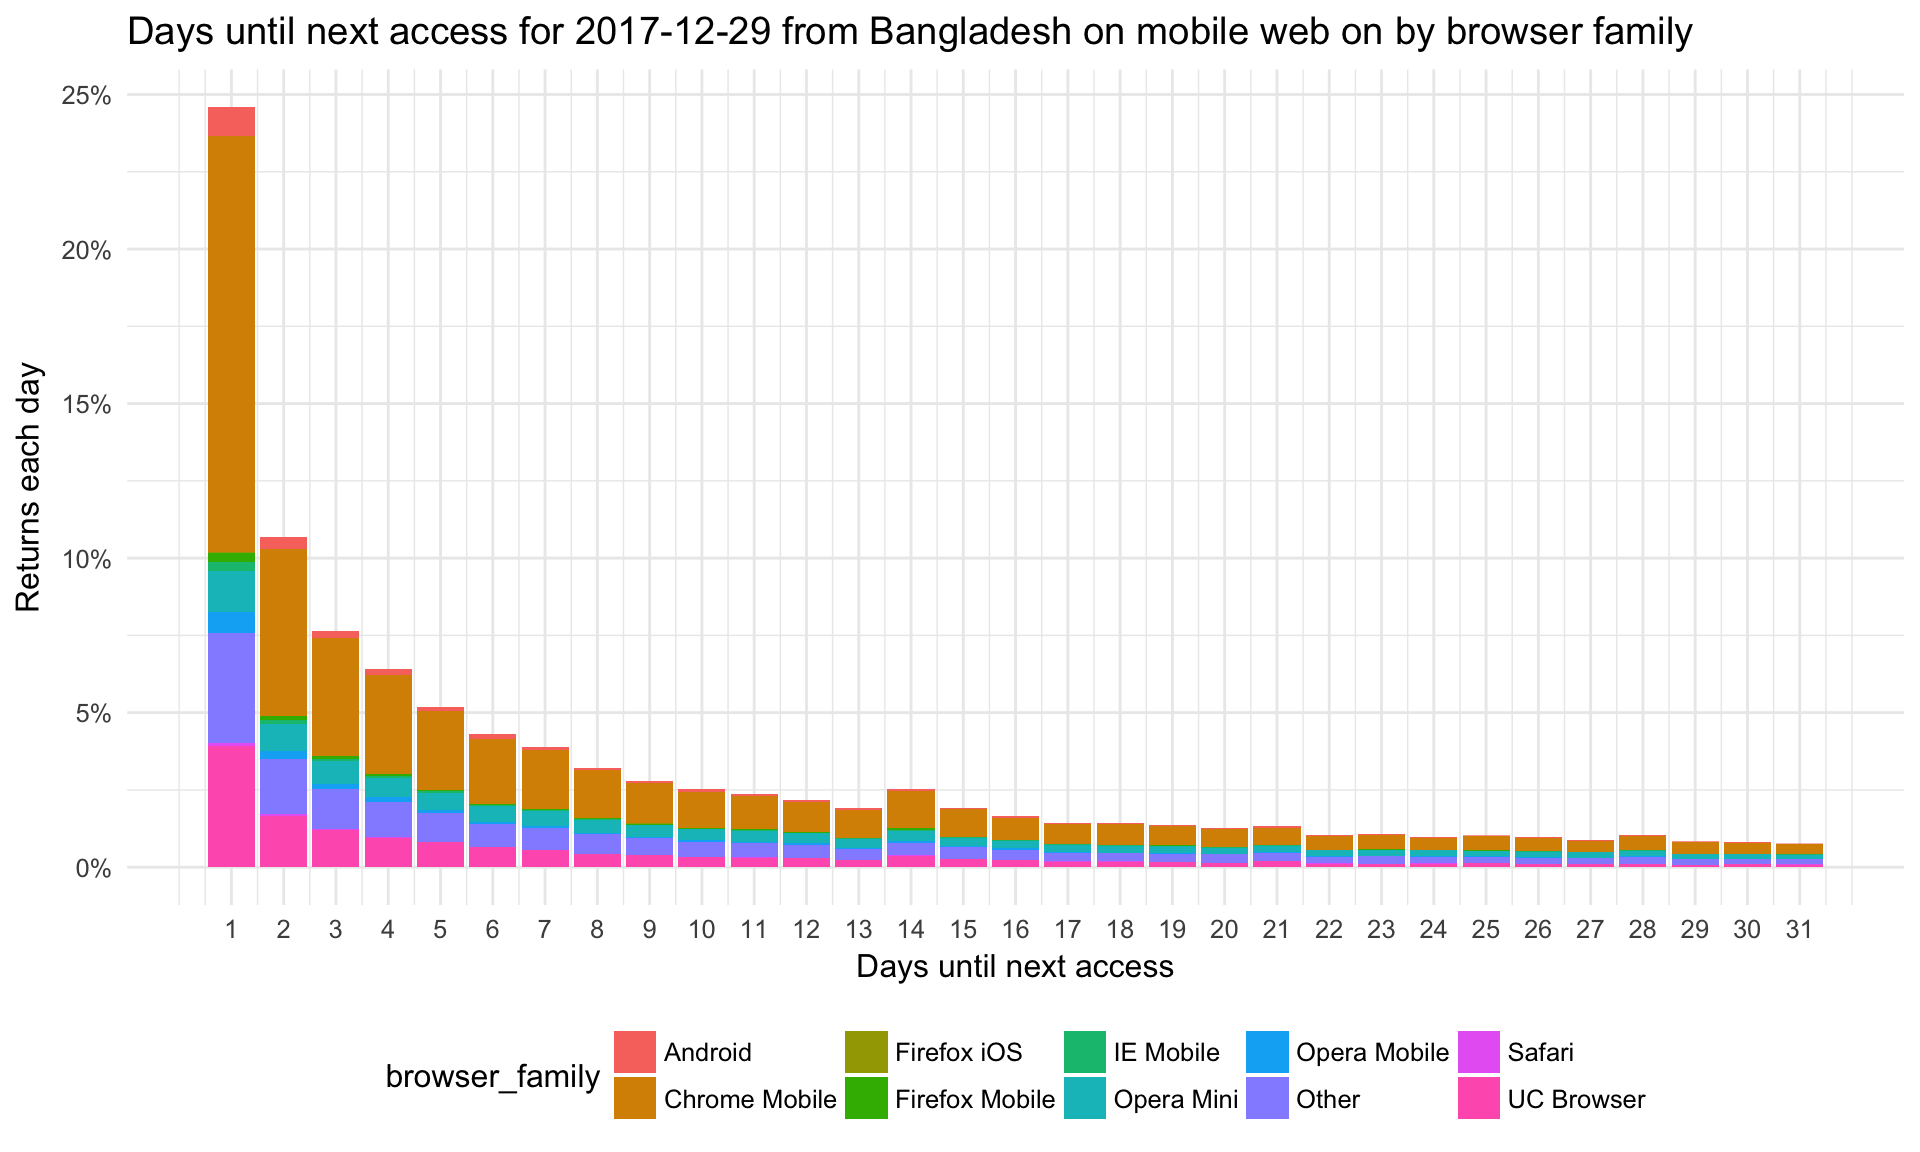 Days until next access for 2017-12-29 from Bangladesh on mobile web on by browser family
25%
20%
15%
10%
5%
0%
Returns each day
1 2 3 4 5 6 7 8 9 10 11 12 13 14 15 16 17 18 19 20 21 22 23 24 25 26 27 28 29 30 31
Days until next access
browser_family
Android Firefox iOS IE Mobile Opera Mobile Safari
Chrome Mobile Firefox Mobile Opera Mini Other UC Browser